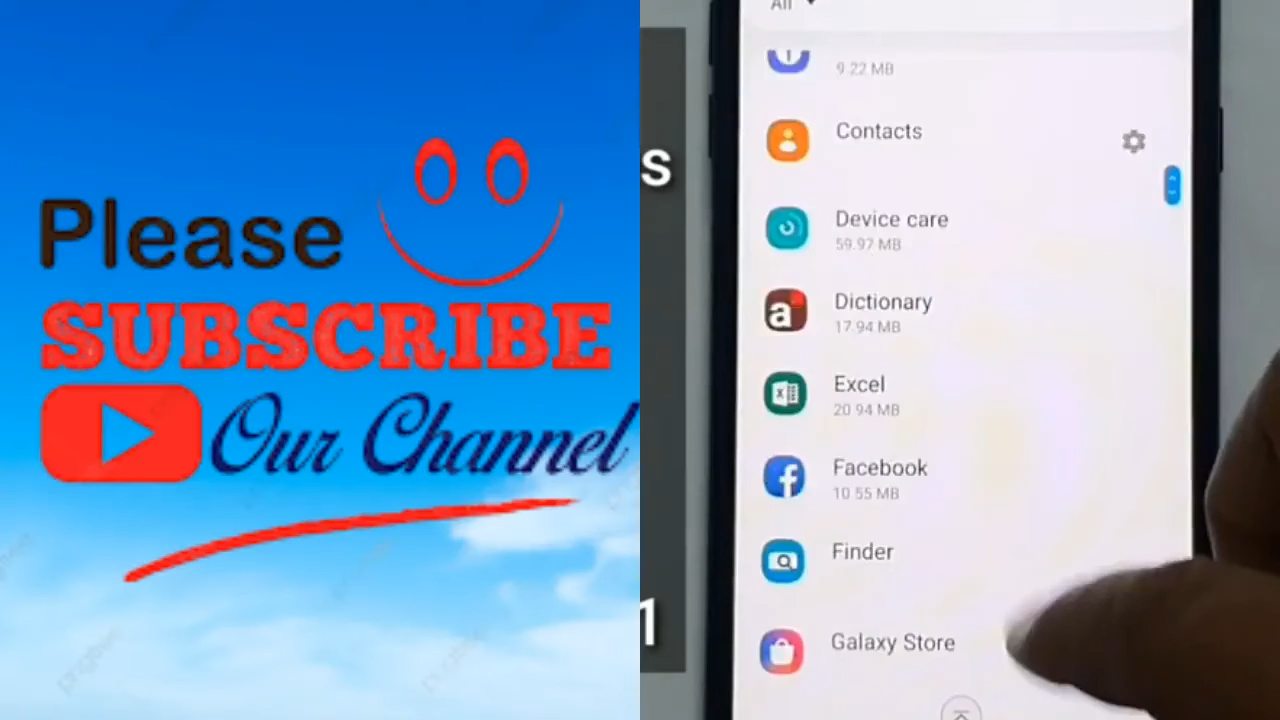 Please
SUBSCRIBE
Our Channel
s
1
All
9.22 MB
Contacts
Device care
59.97 MB
Dictionary
17.94 MB
Excel
20.94 MB
Facebook
10.55 MB
Finder
Galaxy Store